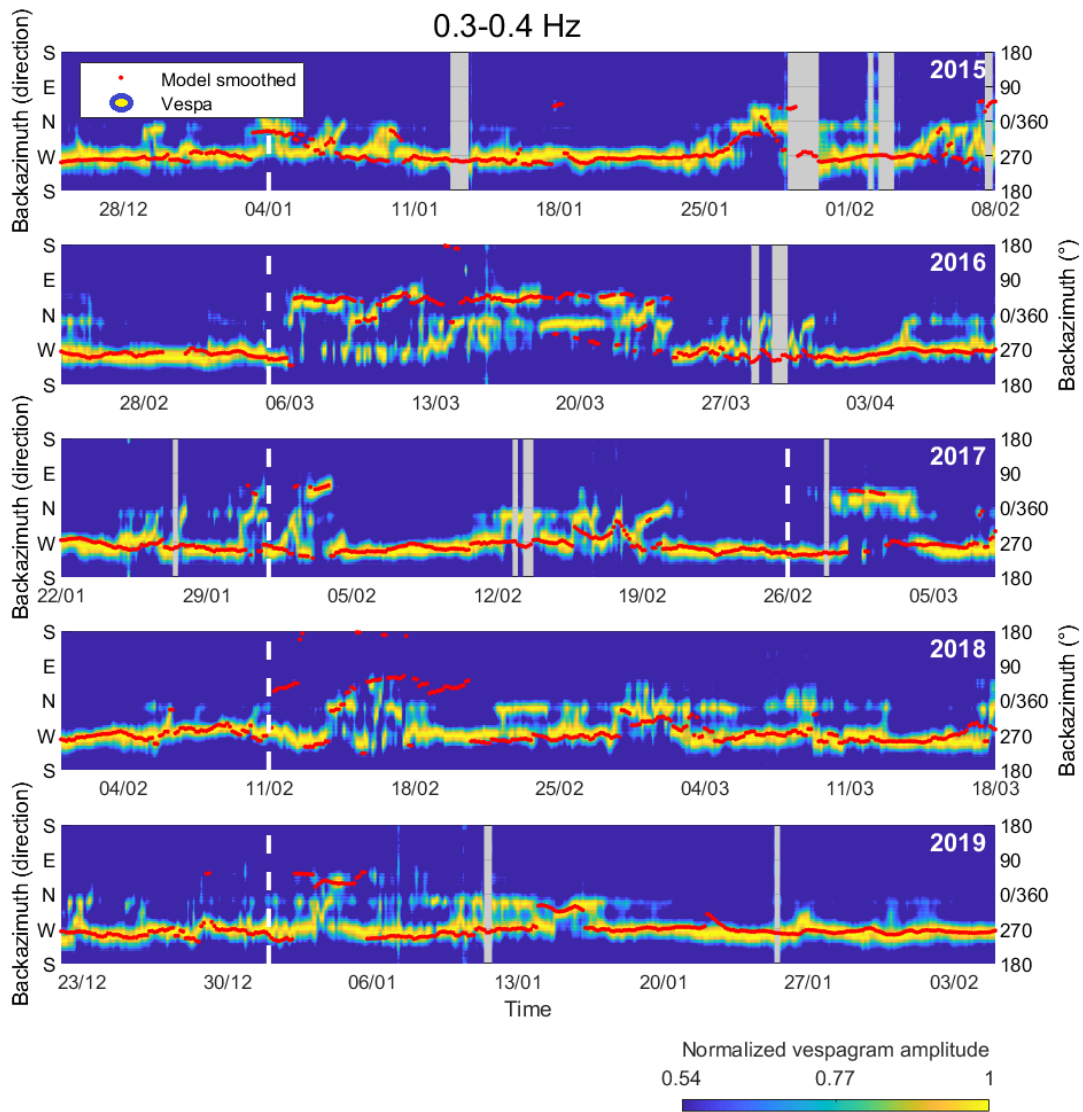 0.3-0.4 Hz
Backazimuth (direction)
S
E
N
W
S
Model smoothed
Vespa
2015
180
90
0/360
270
180
28/12 04/01 11/01 18/01 25/01 01/02 08/02
Backazimuth (direction)
S
E
N
W
S
2016
180
90
0/360
270
180
Backazimuth (°)
28/02 06/03 13/03 20/03 27/03 03/04
Backazimuth (direction)
S
E
N
W
S
2017
180
90
0/360
270
180
22/01 29/01 05/02 12/02 19/02 26/02 05/03
Backazimuth (direction)
S
E
N
W
S
2018
180
90
0/360
270
180
Backazimuth (°)
04/02 11/02 18/02 25/02 04/03 11/03 18/03
Backazimuth (direction)
S
E
N
W
S
2019
180
90
0/360
270
180
23/12 30/12 06/01 13/01 20/01 27/01 03/02
Time
Normalized vespagram amplitude
0.54 0.77 1